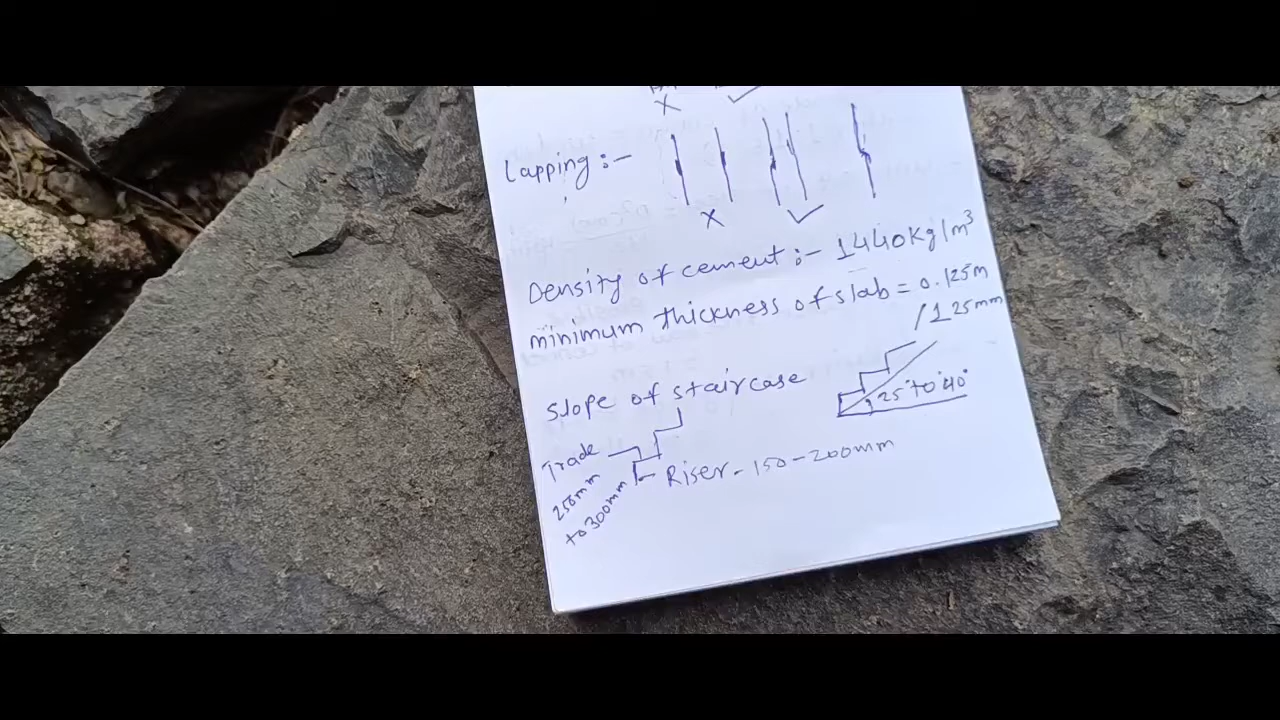 X
Lapping :-
X
Density of cement :- 1440Kg/m³
minimum thickness of slab = 0.125m
/125mm
slope of staircase
25° to 40°
Trade
250mm
to 300mm
Riser - 150-200mm